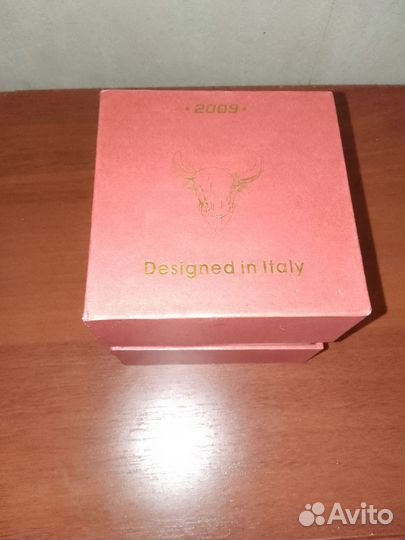 • 2009 •
Designed in Italy
Avito